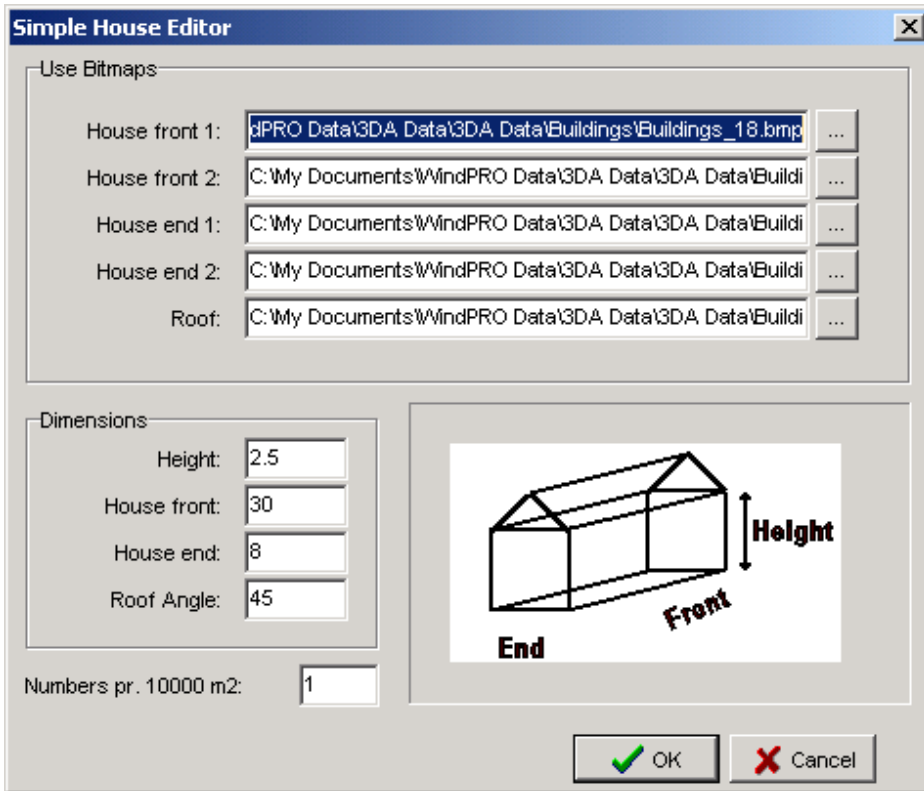 Simple House Editor
Use Bitmaps
House front 1: dPRO Data\3DA Data\3DA Data\Buildings\Buildings_18.bmp ...
House front 2: C:\My Documents\WindPRO Data\3DA Data\3DA Data\Buildi ...
House end 1: C:\My Documents\WindPRO Data\3DA Data\3DA Data\Buildi ...
House end 2: C:\My Documents\WindPRO Data\3DA Data\3DA Data\Buildi ...
Roof: C:\My Documents\WindPRO Data\3DA Data\3DA Data\Buildi ...
Dimensions
Height: 2.5
House front: 30
House end: 8
Roof Angle: 45
Numbers pr. 10000 m2: 1
Height
Front
End
OK Cancel